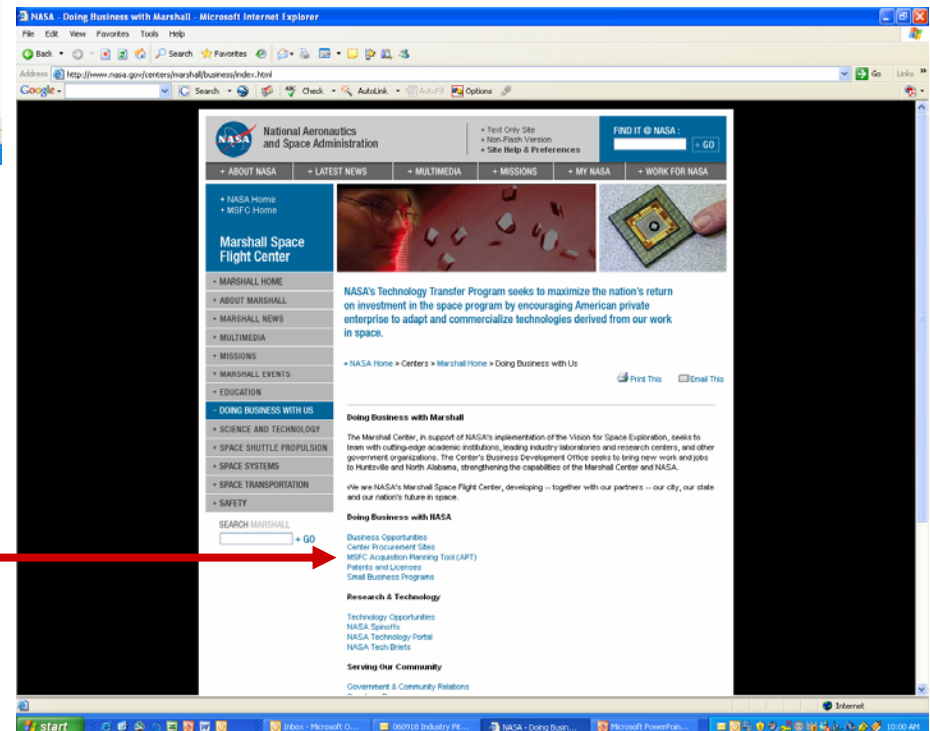 NASA - Doing Business with Marshall - Microsoft Internet Explorer
File Edit View Favorites Tools Help
Back Search Favorites
Address http://www.nasa.gov/centers/marshall/business/index.html Go Links »
Google - Search Check AutoLink AutoFill Options
NASA
National Aeronautics
and Space Administration
+ Text Only Site
+ Non-Flash Version
+ Site Help & Preferences
FIND IT @ NASA :
+ GO
+ ABOUT NASA + LATEST NEWS + MULTIMEDIA + MISSIONS + MY NASA + WORK FOR NASA
+ NASA Home
+ MSFC Home
Marshall Space
Flight Center
+ MARSHALL HOME
+ ABOUT MARSHALL
+ MARSHALL NEWS
+ MULTIMEDIA
+ MISSIONS
+ MARSHALL EVENTS
+ EDUCATION
- DOING BUSINESS WITH US
+ SCIENCE AND TECHNOLOGY
+ SPACE SHUTTLE PROPULSION
+ SPACE SYSTEMS
+ SPACE TRANSPORTATION
+ SAFETY
SEARCH MARSHALL
+ GO
NASA's Technology Transfer Program seeks to maximize the nation's return
on investment in the space program by encouraging American private
enterprise to adapt and commercialize technologies derived from our work
in space.
+ NASA Home > Centers > Marshall Home > Doing Business with Us
Print This Email This
Doing Business with Marshall
The Marshall Center, in support of NASA's implementation of the Vision for Space Exploration, seeks to
team with cutting-edge academic institutions, leading industry laboratories and research centers, and other
government organizations. The Center's Business Development Office seeks to bring new work and jobs
to Huntsville and North Alabama, strengthening the capabilities of the Marshall Center and NASA.
We are NASA's Marshall Space Flight Center, developing -- together with our partners -- our city, our state
and our nation's future in space.
Doing Business with NASA
Business Opportunities
Center Procurement Sites
MSFC Acquisition Planning Tool (APT)
Patents and Licenses
Small Business Programs
Research & Technology
Technology Opportunities
NASA Spinoffs
NASA Technology Portal
NASA Tech Briefs
Serving Our Community
Government & Community Relations
Internet
start Inbox - Microsoft O... 060918 Industry Pit... NASA - Doing Busin... Microsoft PowerPoin... 10:00 AM